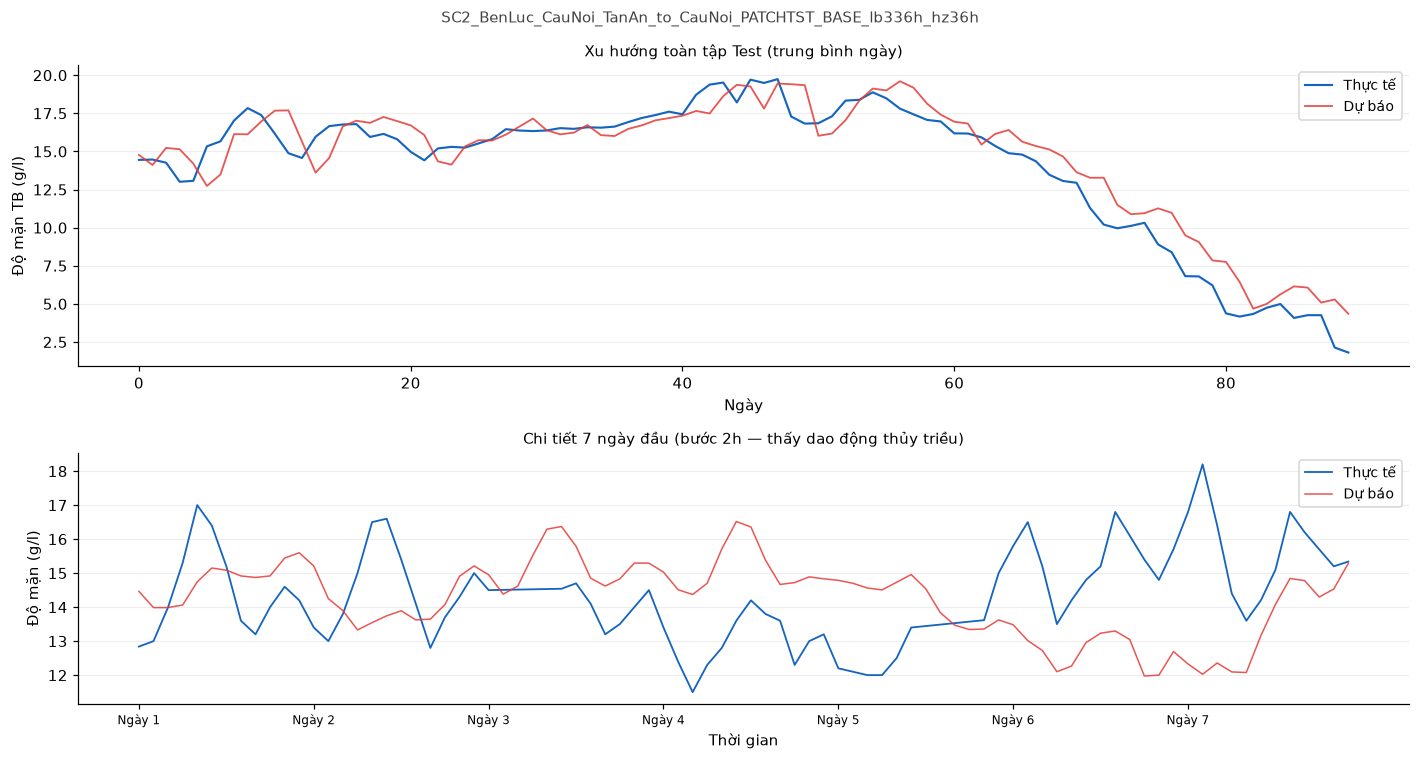 SC2_BenLuc_CauNoi_TanAn_to_CauNoi_PATCHTST_BASE_lb336h_hz36h
Xu hướng toàn tập Test (trung bình ngày)
Độ mặn TB (g/l)
20.0
17.5
15.0
12.5
10.0
7.5
5.0
2.5
Thực tế
Dự báo
0 20 40 60 80
Ngày
Chi tiết 7 ngày đầu (bước 2h — thấy dao động thủy triều)
Độ mặn (g/l)
18
17
16
15
14
13
12
Thực tế
Dự báo
Ngày 1 Ngày 2 Ngày 3 Ngày 4 Ngày 5 Ngày 6 Ngày 7
Thời gian